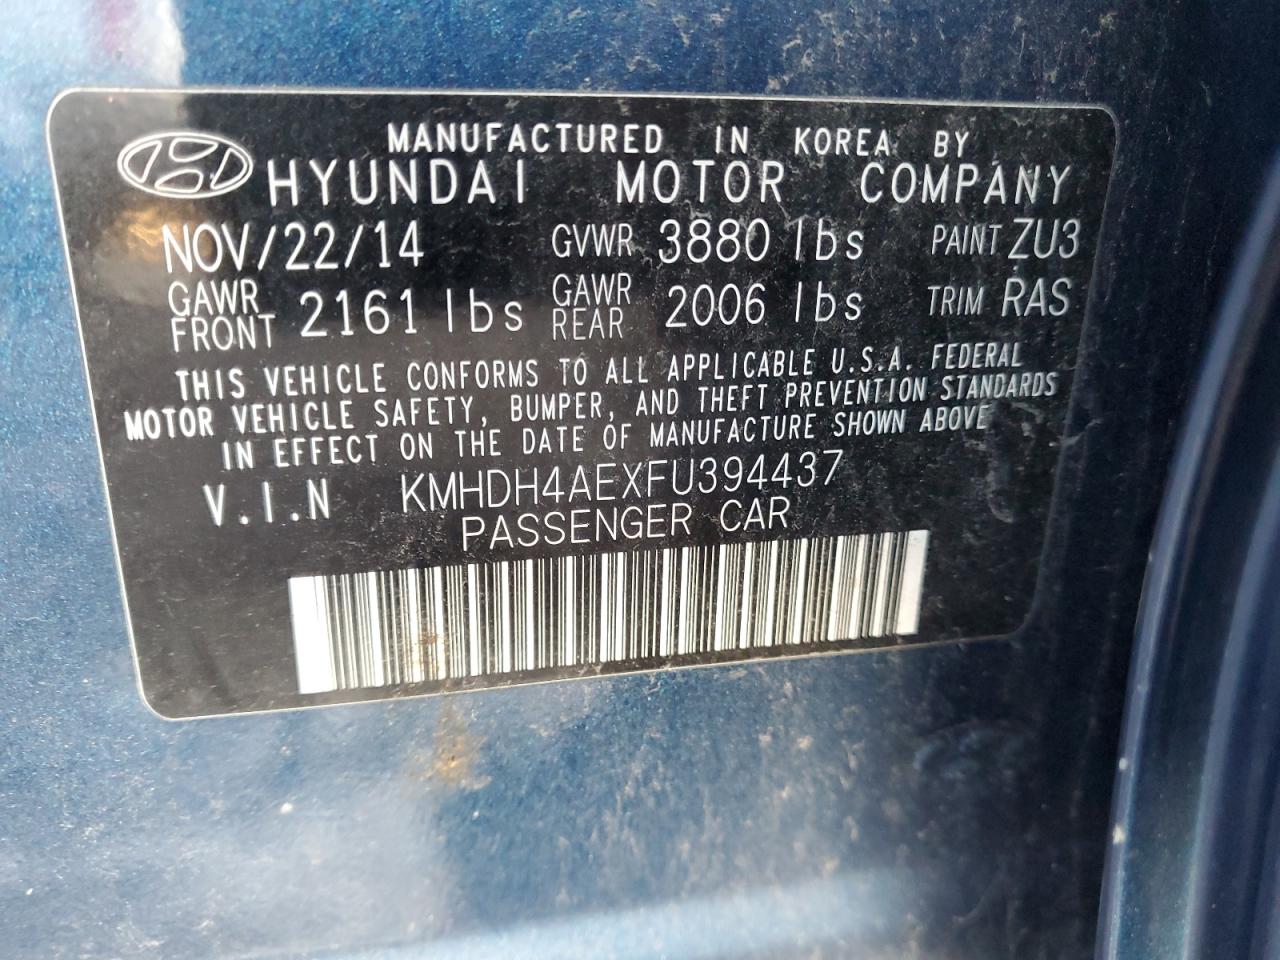 MANUFACTURED IN KOREA BY
HYUNDAI MOTOR COMPANY
NOV/22/14 GVWR 3880 lbs PAINT ZU3
GAWR FRONT 2161 lbs GAWR REAR 2006 lbs TRIM RAS
THIS VEHICLE CONFORMS TO ALL APPLICABLE U.S.A. FEDERAL
MOTOR VEHICLE SAFETY, BUMPER, AND THEFT PREVENTION STANDARDS
IN EFFECT ON THE DATE OF MANUFACTURE SHOWN ABOVE
V.I.N KMHDH4AEXFU394437
PASSENGER CAR